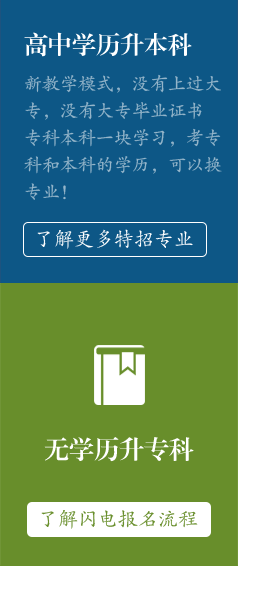 高中学历升本科
新教学模式，没有上过大
专，没有大专毕业证书
专科本科一块学习，考专
科和本科的学历，可以换
专业！
了解更多特招专业
无学历升专科
了解闪电报名流程